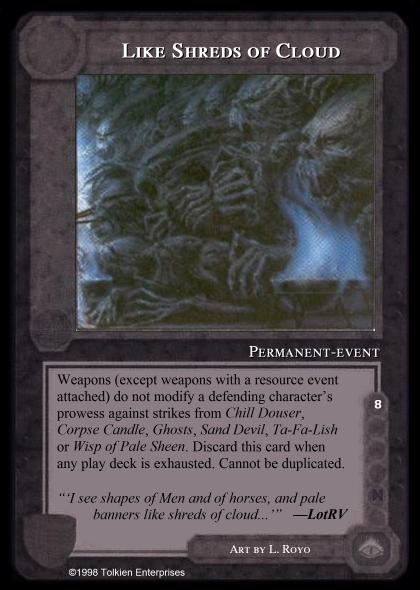 LIKE SHREDS OF CLOUD
PERMANENT-EVENT
Weapons (except weapons with a resource event
attached) do not modify a defending character's
prowess against strikes from Chill Douser,
Corpse Candle, Ghosts, Sand Devil, Ta-Fa-Lish
or Wisp of Pale Sheen. Discard this card when
any play deck is exhausted. Cannot be duplicated.
8
“‘I see shapes of Men and of horses, and pale
banners like shreds of cloud...’” —LotRV
ART BY L. ROYO
©1998 Tolkien Enterprises